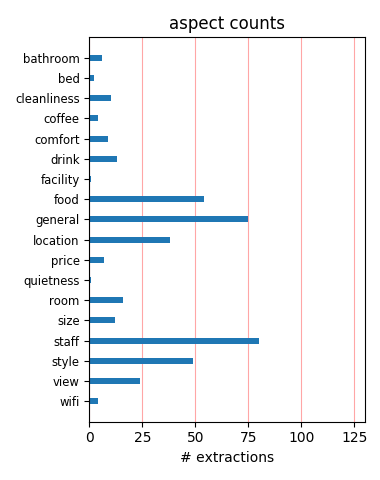 aspect counts
bathroom
bed
cleanliness
coffee
comfort
drink
facility
food
general
location
price
quietness
room
size
staff
style
view
wifi
0 25 50 75 100 125
# extractions